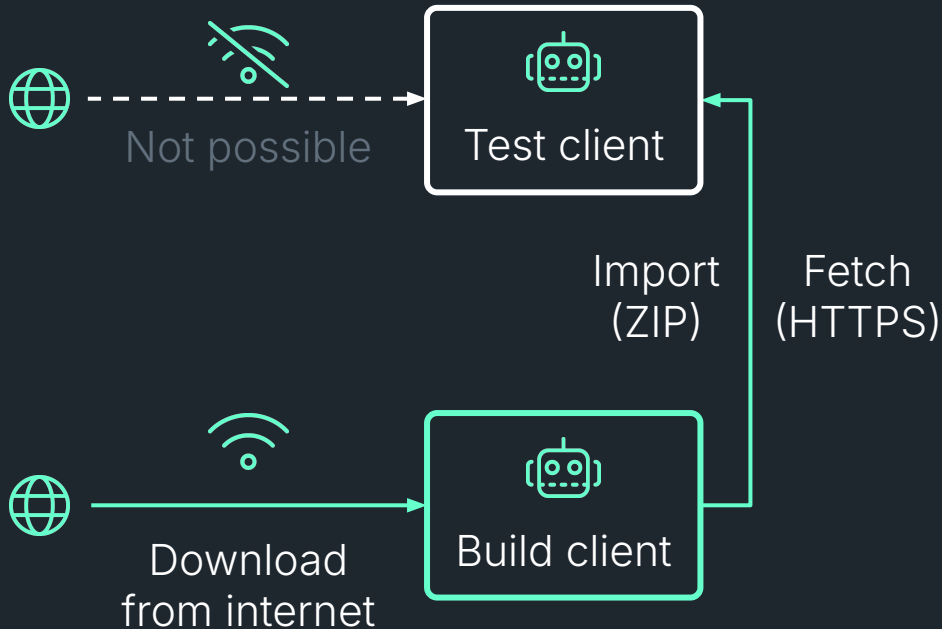 Not possible
Test client
Import
(ZIP)
Fetch
(HTTPS)
Build client
Download
from internet